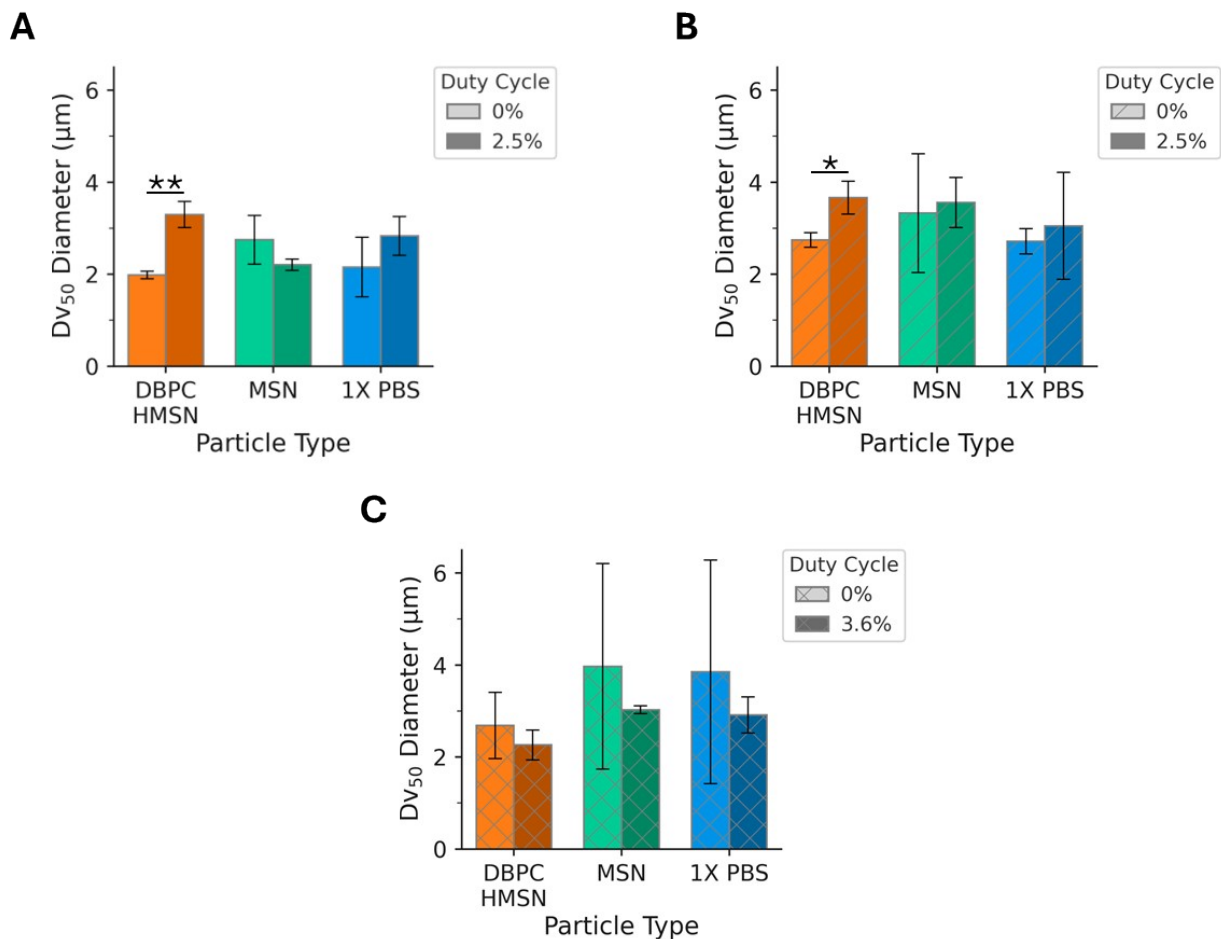 A
Dv₅₀ Diameter (µm)
6
4
2
0
**
DBPC
HMSN
MSN
1X PBS
Particle Type
Duty Cycle
0%
2.5%
B
Dv₅₀ Diameter (µm)
6
4
2
0
*
DBPC
HMSN
MSN
1X PBS
Particle Type
Duty Cycle
0%
2.5%
C
Dv₅₀ Diameter (µm)
6
4
2
0
DBPC
HMSN
MSN
1X PBS
Particle Type
Duty Cycle
0%
3.6%